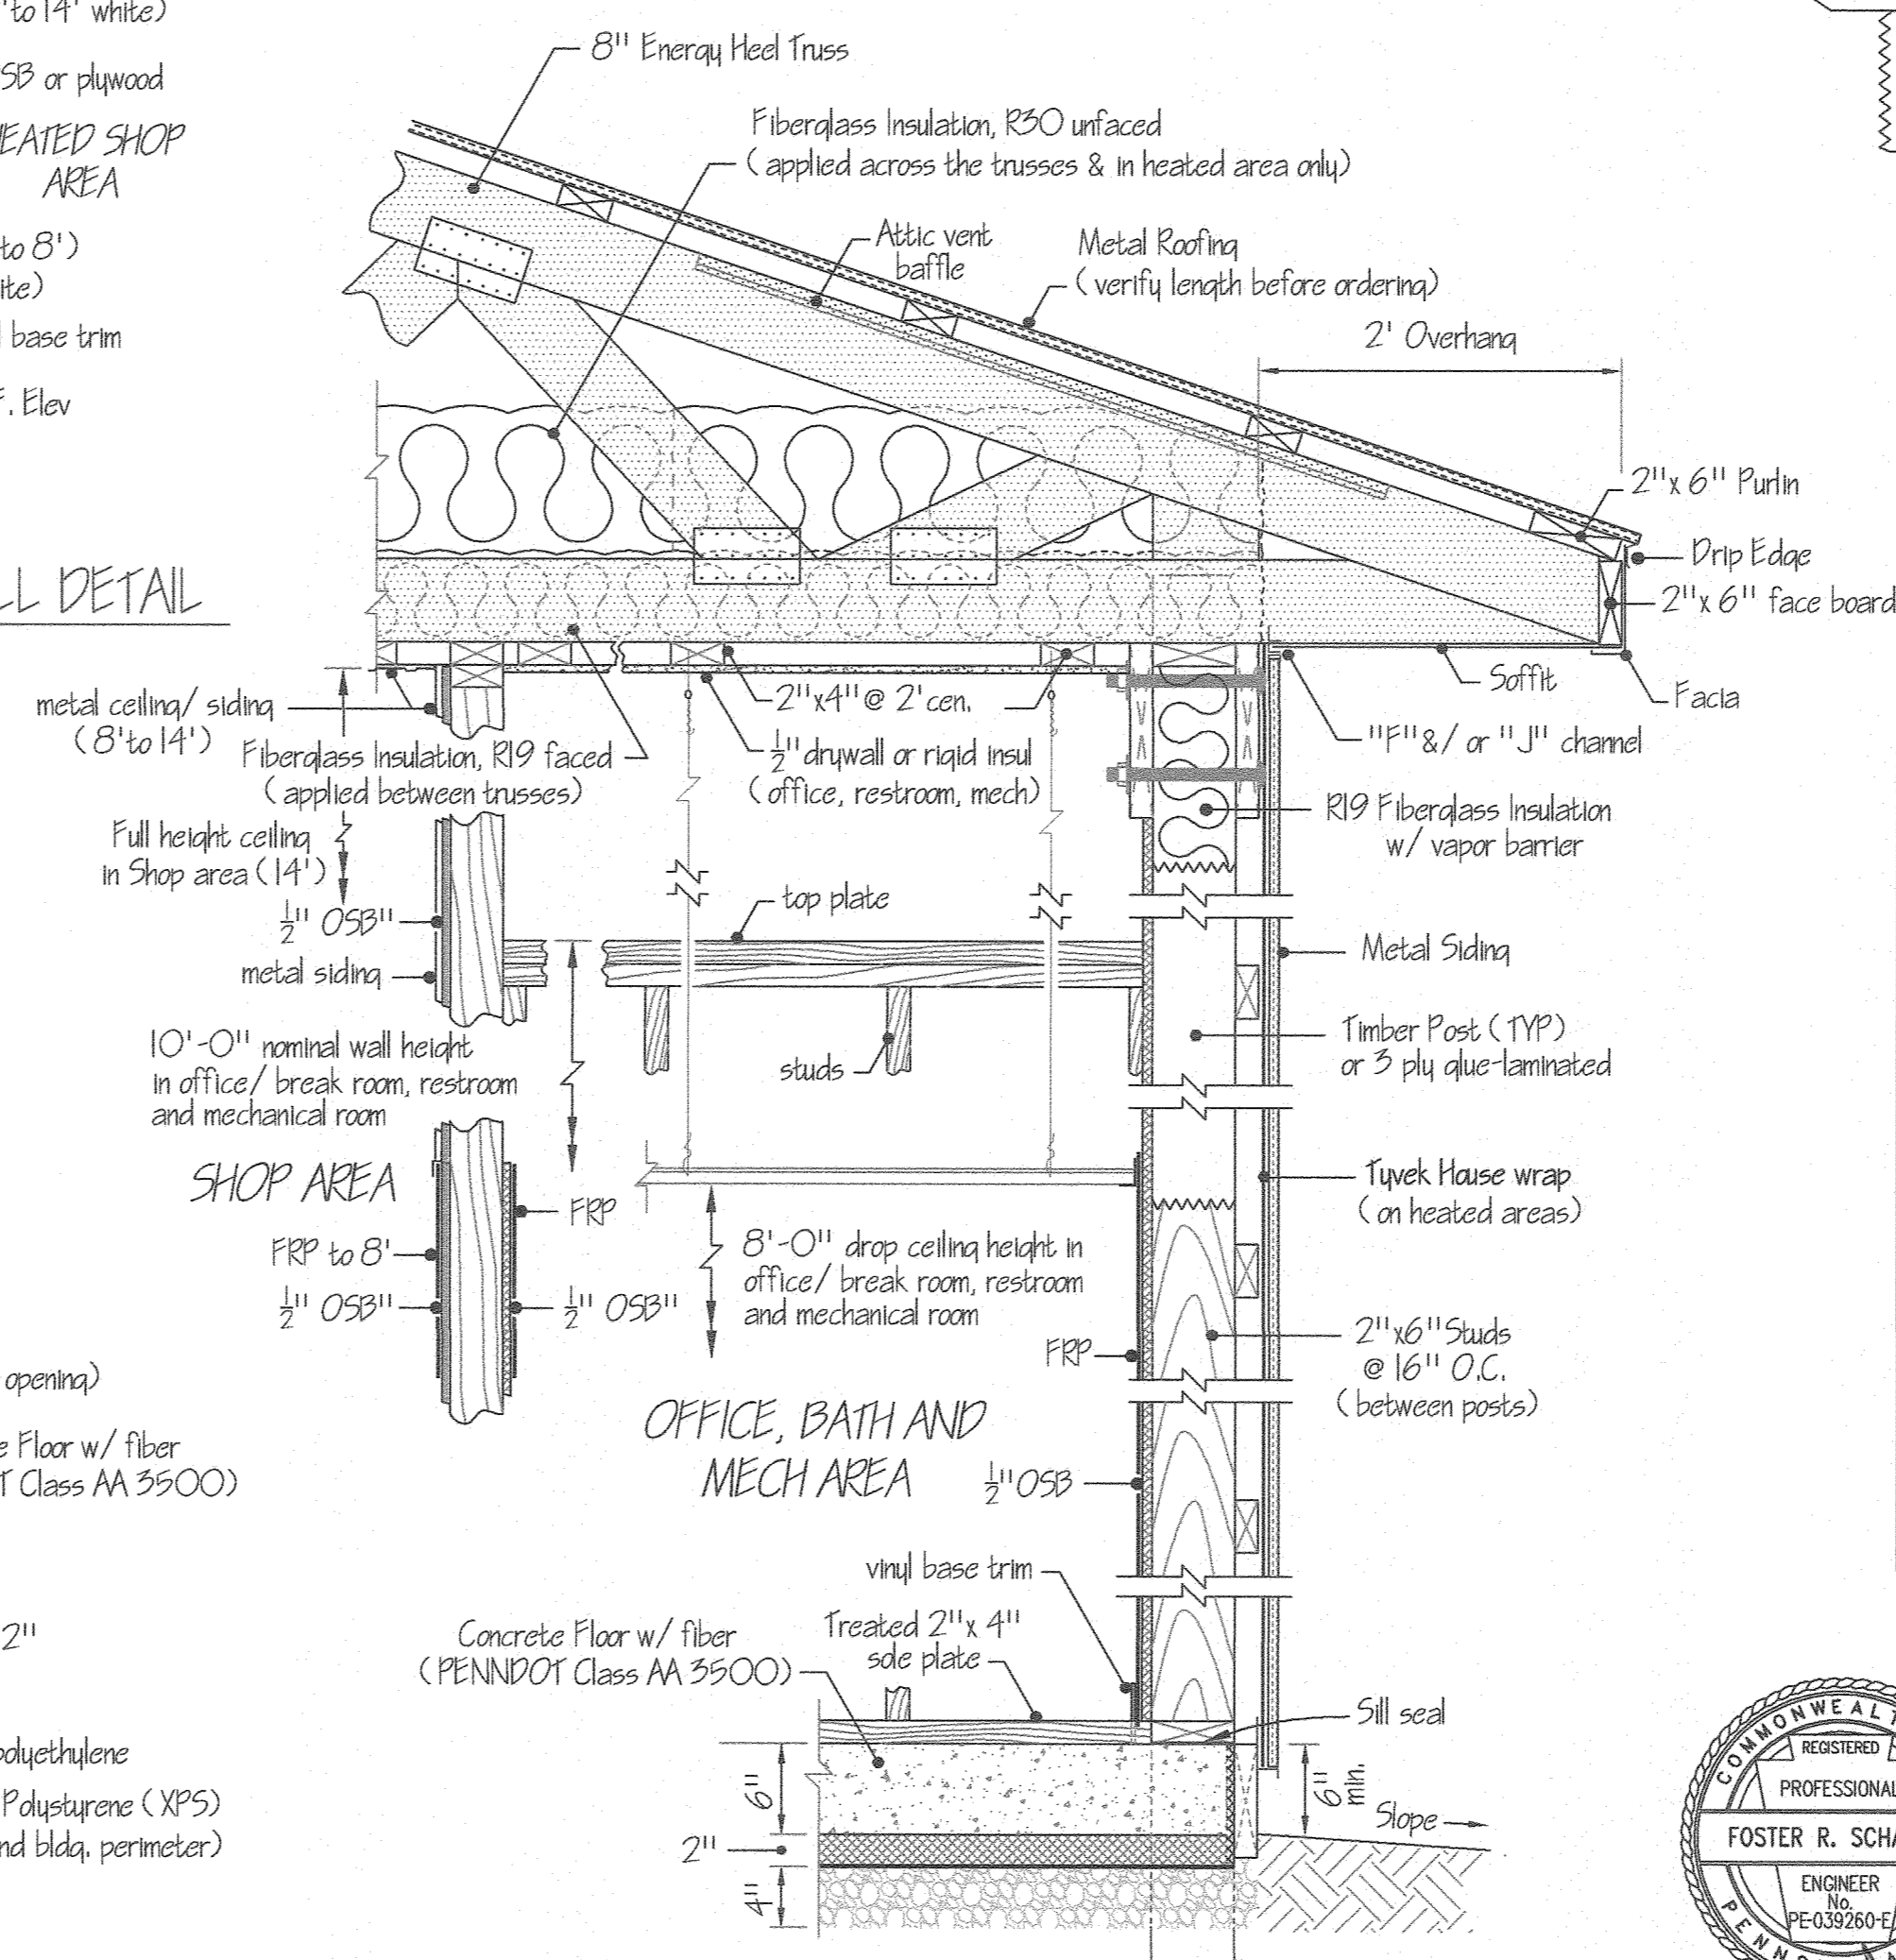 'to 14' white)
SB or plywood
EATED SHOP
AREA
to 8')
ite)
base trim
F. Elev
LL DETAIL
opening)
e Floor w/ fiber
T Class AA 3500)
2"
polyethylene
Polystyrene (XPS)
nd bldg. perimeter)
8" Energy Heel Truss
Fiberglass Insulation, R30 unfaced
(applied across the trusses & in heated area only)
Attic vent
baffle
Metal Roofing
(verify length before ordering)
2' Overhang
2"x 6" Purlin
Drip Edge
2"x 6" face board
Soffit
Facia
"F"&/ or "J" channel
metal ceiling/ siding
(8'to 14')
Fiberglass Insulation, R19 faced
(applied between trusses)
2"x4"@ 2'cen.
1/2" drywall or rigid insul
(office, restroom, mech)
R19 Fiberglass Insulation
w/ vapor barrier
Full height ceiling
in Shop area (14')
1/2" OSB"
metal siding
top plate
Metal Siding
10'-0" nominal wall height
in office/ break room, restroom
and mechanical room
studs
Timber Post (TYP)
or 3 ply glue-laminated
SHOP AREA
FRP
Tyvek House wrap
(on heated areas)
FRP to 8'
1/2" OSB"
1/2" OSB"
8'-0" drop ceiling height in
office/ break room, restroom
and mechanical room
FRP
2"x6"Studs
@ 16" O.C.
(between posts)
OFFICE, BATH AND
MECH AREA
1/2"OSB
vinyl base trim
Concrete Floor w/ fiber
(PENNDOT Class AA 3500)
Treated 2"x 4"
sole plate
Sill seal
6"
2"
4"
6"
min.
Slope
COMMONWEALT
REGISTERED
PROFESSIONAL
FOSTER R. SCHA
ENGINEER
No.
PE-039260-E
PENN